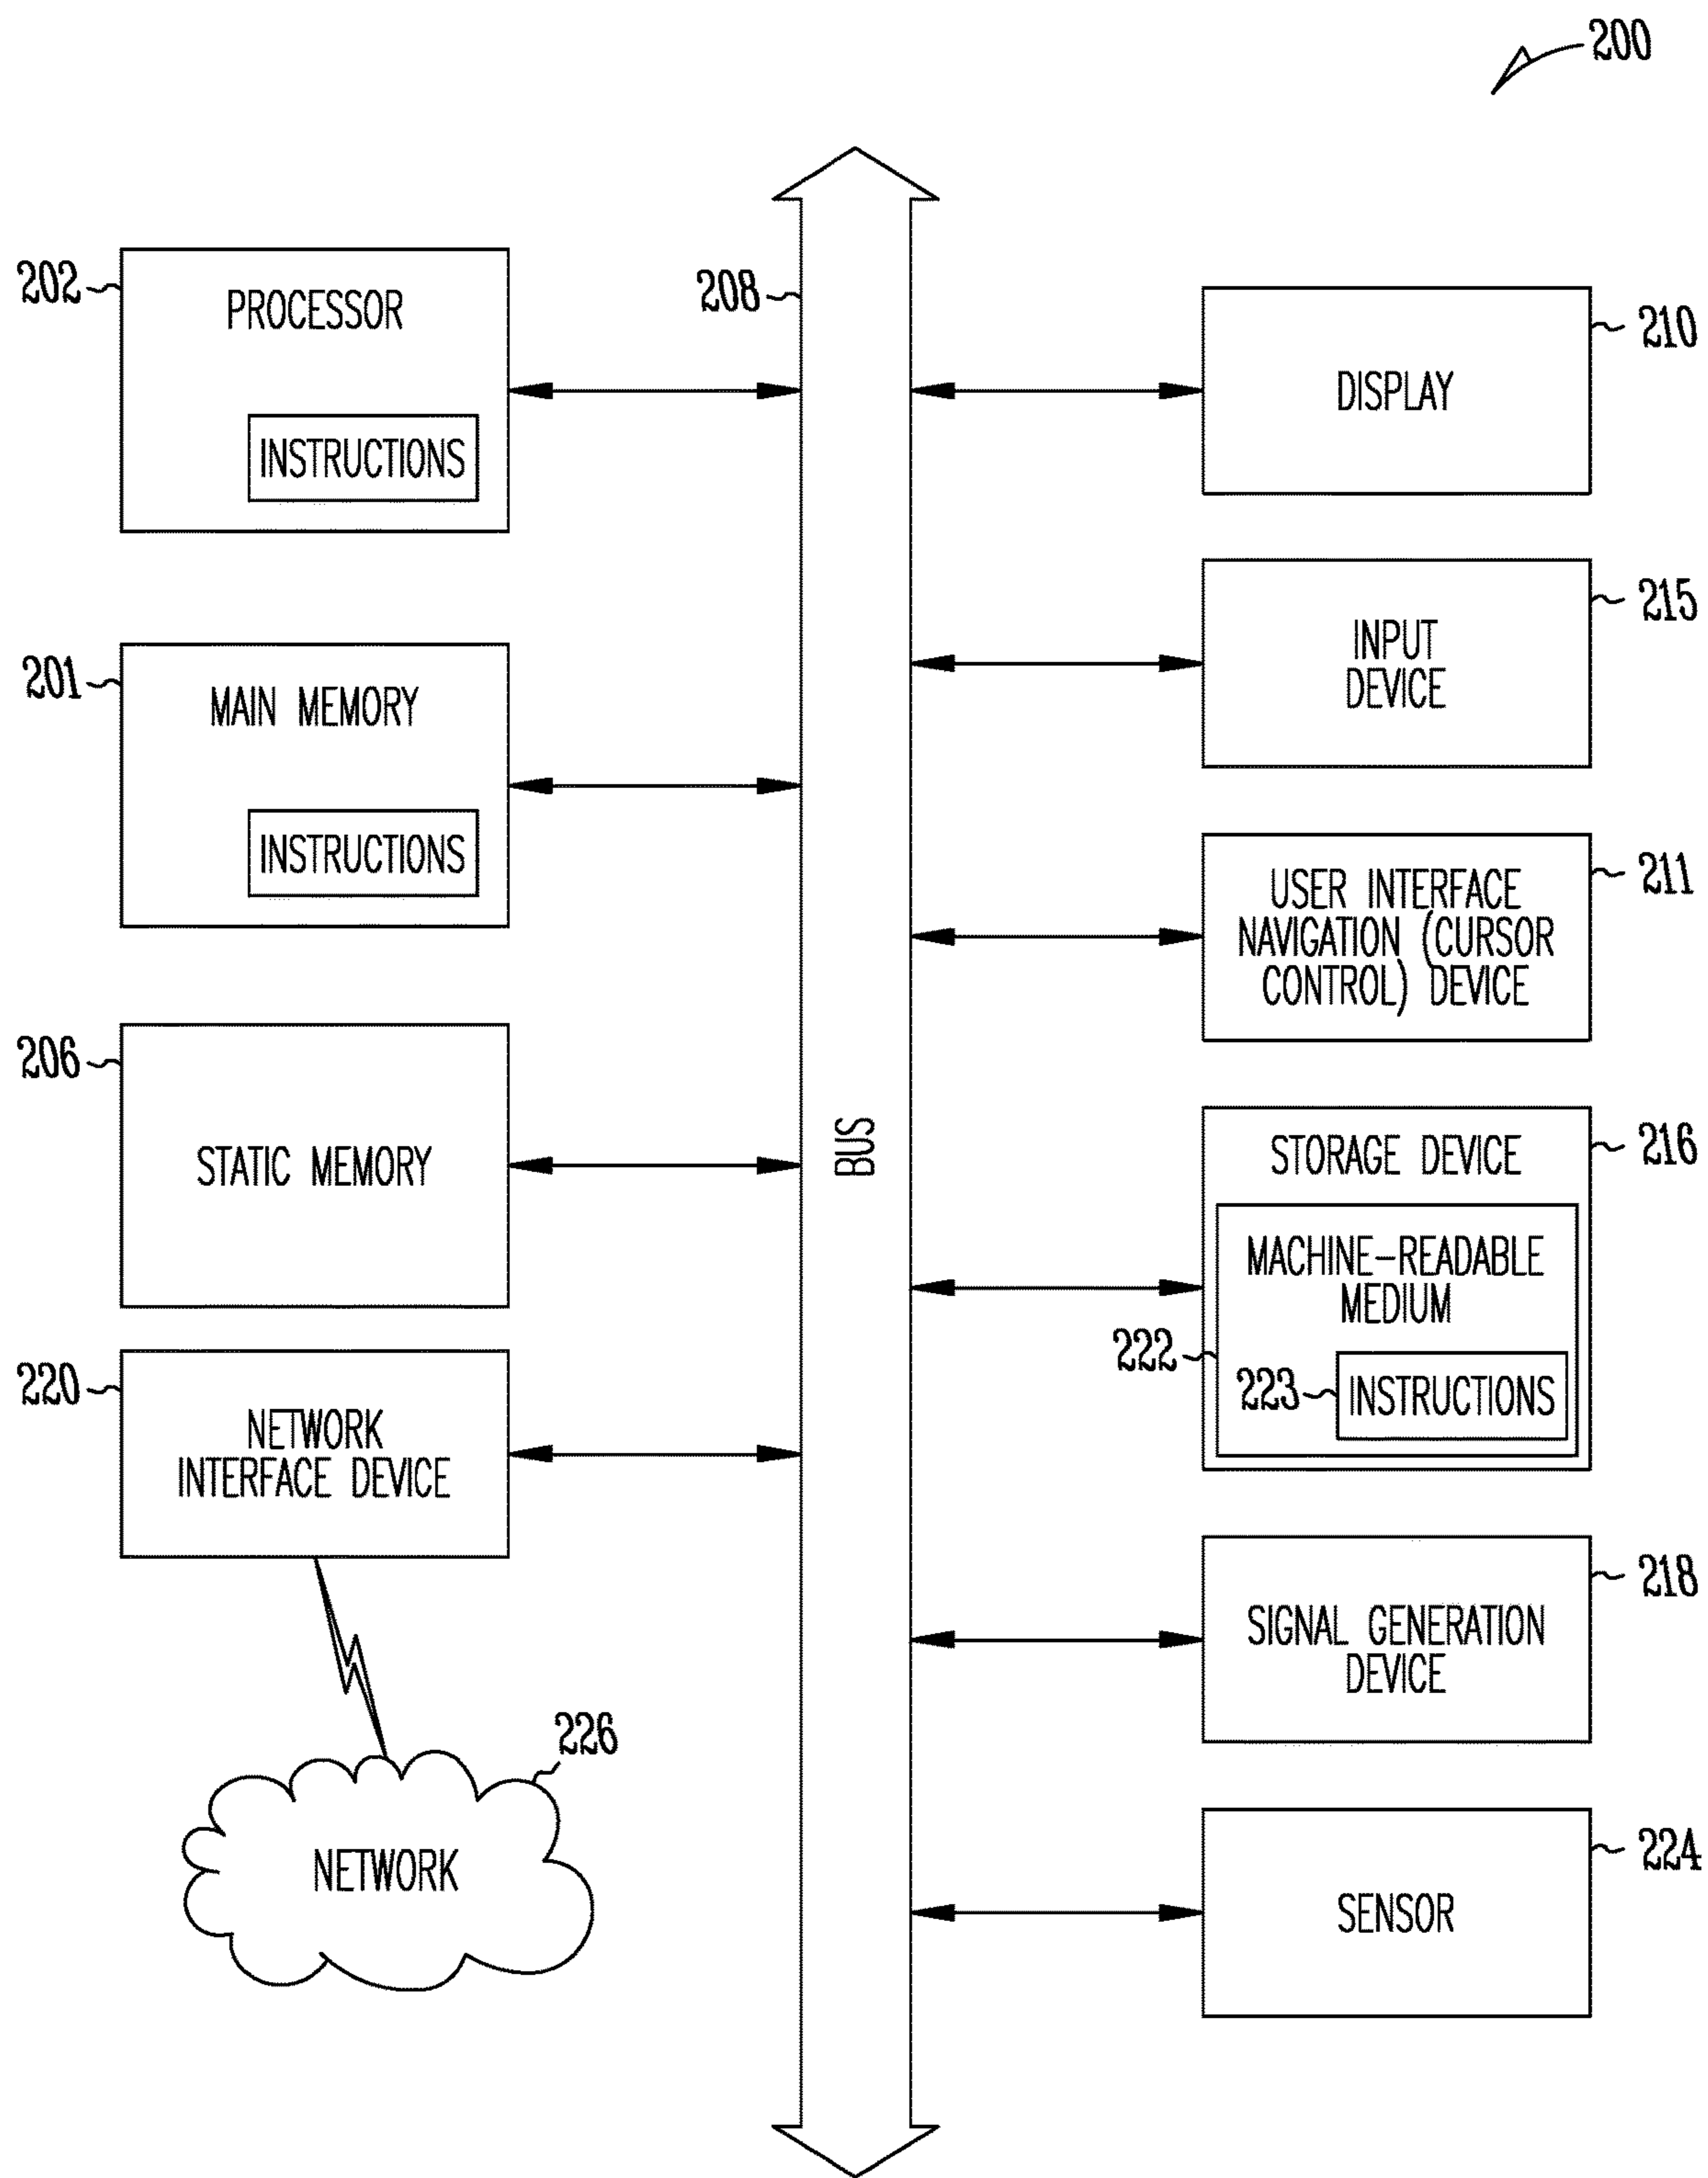 200
202
PROCESSOR
INSTRUCTIONS
201
MAIN MEMORY
INSTRUCTIONS
206
STATIC MEMORY
220
NETWORK
INTERFACE DEVICE
226
NETWORK
208
BUS
210
DISPLAY
215
INPUT
DEVICE
211
USER INTERFACE
NAVIGATION (CURSOR
CONTROL) DEVICE
216
STORAGE DEVICE
MACHINE-READABLE
MEDIUM
222
223
INSTRUCTIONS
218
SIGNAL GENERATION
DEVICE
224
SENSOR